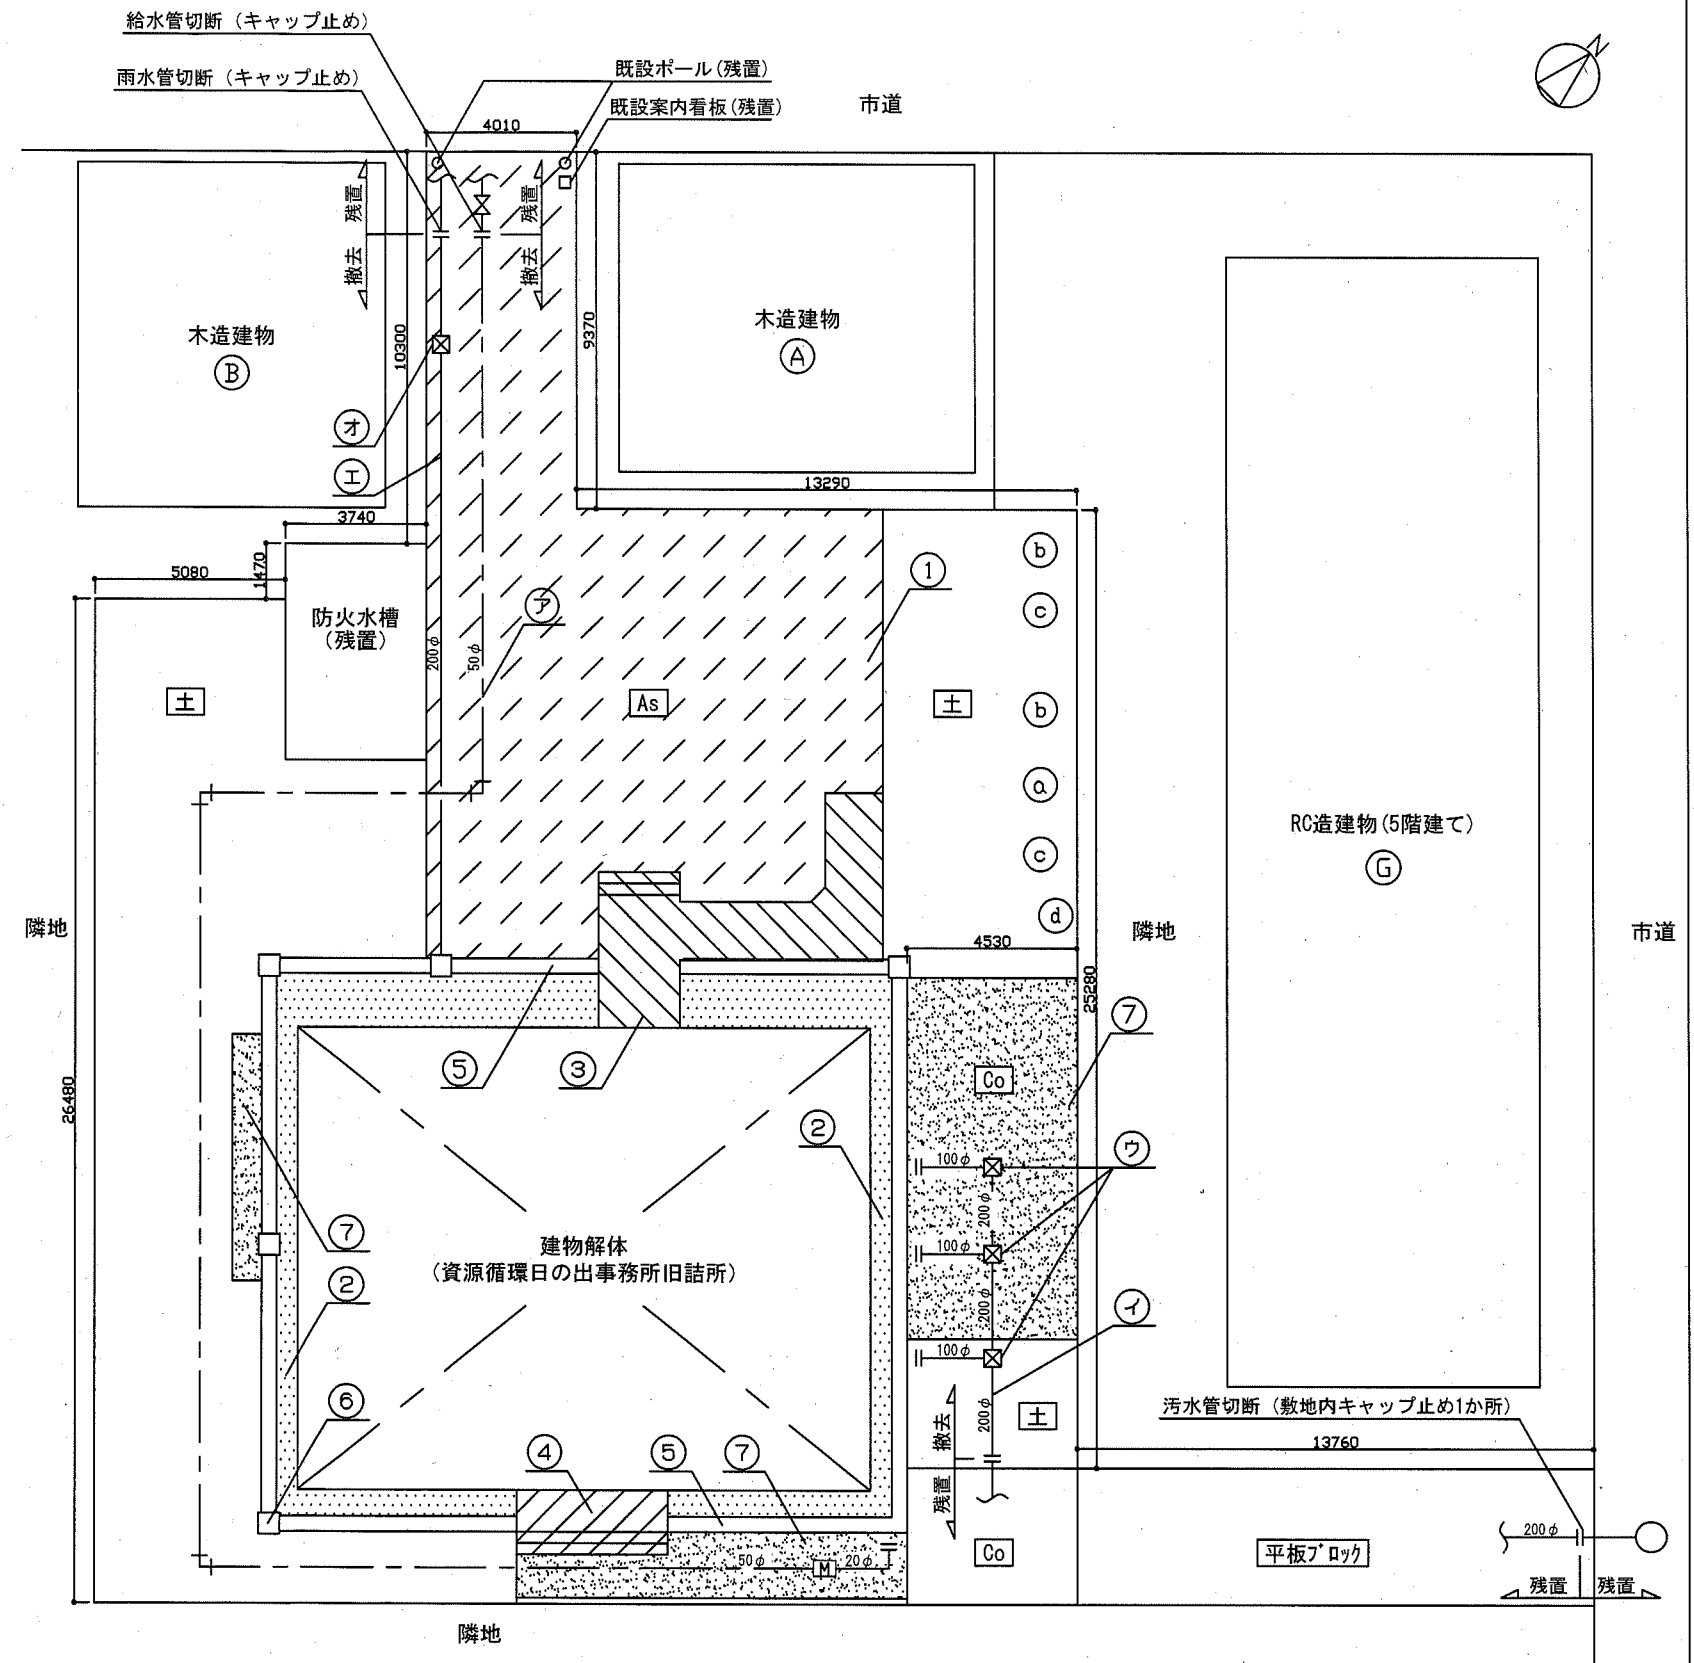 給水管切断（キャップ止め）
雨水管切断（キャップ止め）
既設ポール(残置)
既設案内看板(残置)
市道
N
4010
残置
撤去
残置
撤去
木造建物
B
10300
9370
木造建物
A
オ
エ
13290
3740
1470
5080
防火水槽
(残置)
ア
200φ
50φ
土
As
土
1
b
c
b
a
c
d
RC造建物(5階建て)
G
隣地
隣地
市道
4530
25280
26480
5
3
2
Co
7
ウ
100φ
200φ
100φ
200φ
100φ
イ
7
2
6
建物解体
(資源循環日の出事務所旧詰所)
撤去
残置
200φ
土
汚水管切断（敷地内キャップ止め1か所）
13760
4
5
7
50φ
M
20φ
Co
平板ﾌﾞﾛｯｸ
200φ
残置
残置
隣地